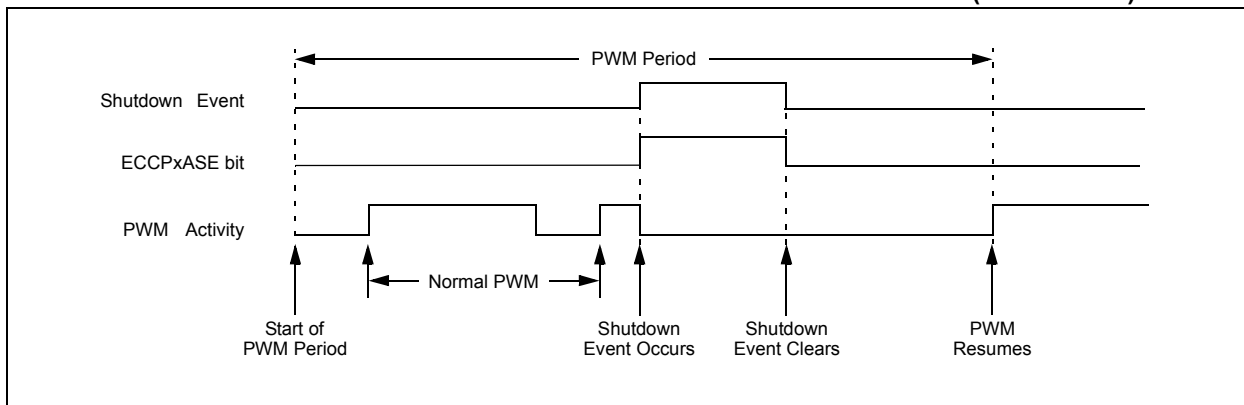 PWM Period
Shutdown Event
ECCPxASE bit
PWM Activity
Normal PWM
Start of
PWM Period
Shutdown
Event Occurs
Shutdown
Event Clears
PWM
Resumes